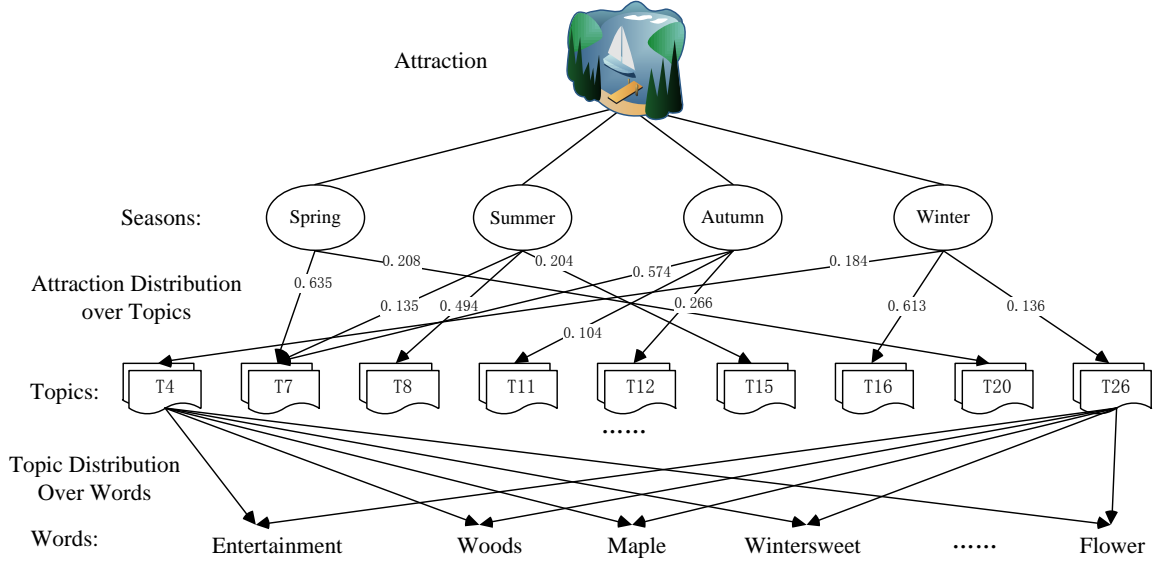 Attraction
Seasons:
Spring
Summer
Autumn
Winter
Attraction Distribution
over Topics
0.208
0.204
0.184
0.635
0.574
0.135
0.494
0.266
0.613
0.136
0.104
Topics:
T4
T7
T8
T11
T12
T15
T16
T20
T26
......
Topic Distribution
Over Words
Words:
Entertainment
Woods
Maple
Wintersweet
......
Flower